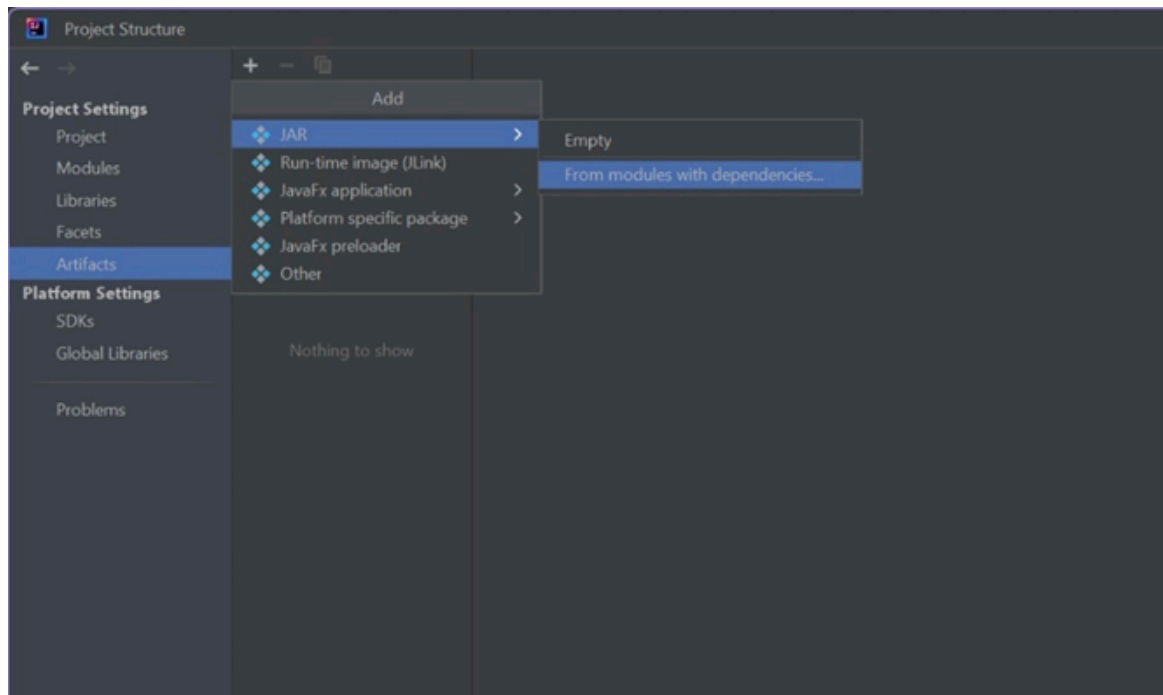 Project Structure
Project Settings
Project
Modules
Libraries
Facets
Artifacts
Platform Settings
SDKs
Global Libraries
Problems
Add
JAR
Run-time image (JLink)
JavaFx application
Platform specific package
JavaFx preloader
Other
Empty
From modules with dependencies...
Nothing to show